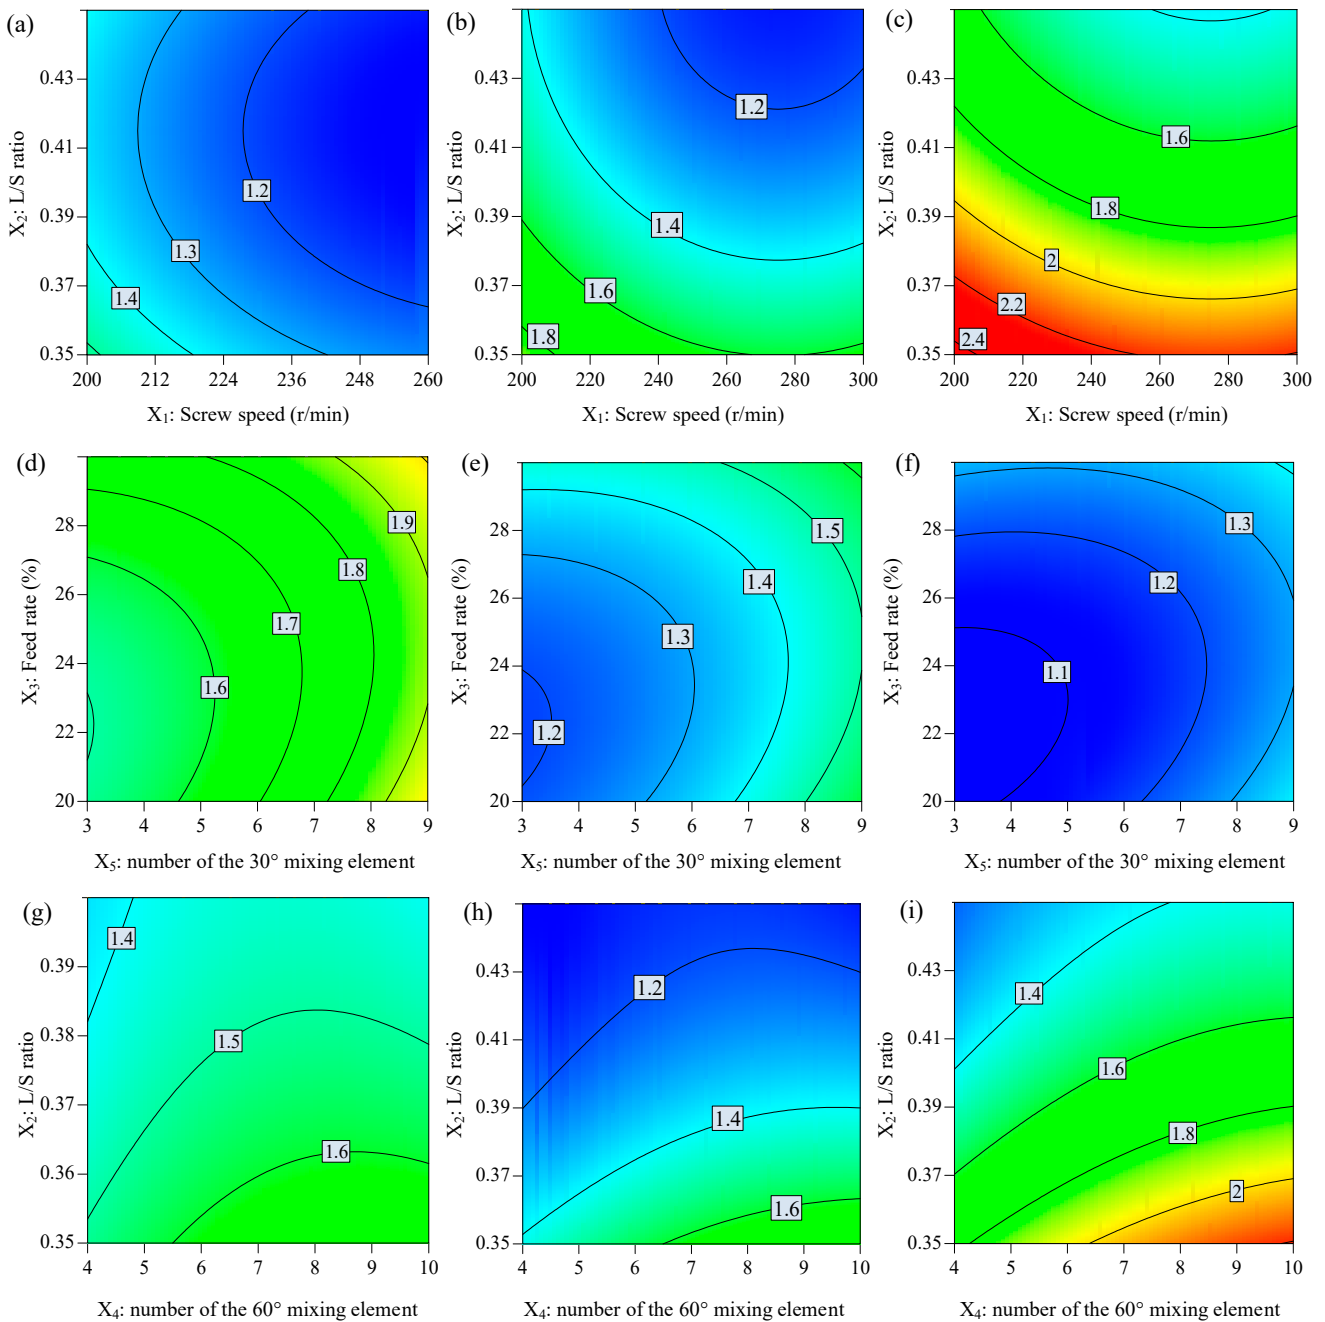 (a)
X₂: L/S ratio
0.43
0.41
0.39
0.37
0.35
1.2
1.3
1.4
200 212 224 236 248 260
X₁: Screw speed (r/min)
(b)
X₂: L/S ratio
0.43
0.41
0.39
0.37
0.35
1.2
1.4
1.6
1.8
200 220 240 260 280 300
X₁: Screw speed (r/min)
(c)
X₂: L/S ratio
0.43
0.41
0.39
0.37
0.35
1.6
1.8
2
2.2
2.4
200 220 240 260 280 300
X₁: Screw speed (r/min)
(d)
X₃: Feed rate (%)
28
26
24
22
20
1.9
1.8
1.7
1.6
3 4 5 6 7 8 9
X₅: number of the 30° mixing element
(e)
X₃: Feed rate (%)
28
26
24
22
20
1.5
1.4
1.3
1.2
3 4 5 6 7 8 9
X₅: number of the 30° mixing element
(f)
X₃: Feed rate (%)
28
26
24
22
20
1.3
1.2
1.1
3 4 5 6 7 8 9
X₅: number of the 30° mixing element
(g)
X₂: L/S ratio
0.39
0.38
0.37
0.36
0.35
1.4
1.5
1.6
4 5 6 7 8 9 10
X₄: number of the 60° mixing element
(h)
X₂: L/S ratio
0.43
0.41
0.39
0.37
0.35
1.2
1.4
1.6
4 5 6 7 8 9 10
X₄: number of the 60° mixing element
(i)
X₂: L/S ratio
0.43
0.41
0.39
0.37
0.35
1.4
1.6
1.8
2
4 5 6 7 8 9 10
X₄: number of the 60° mixing element